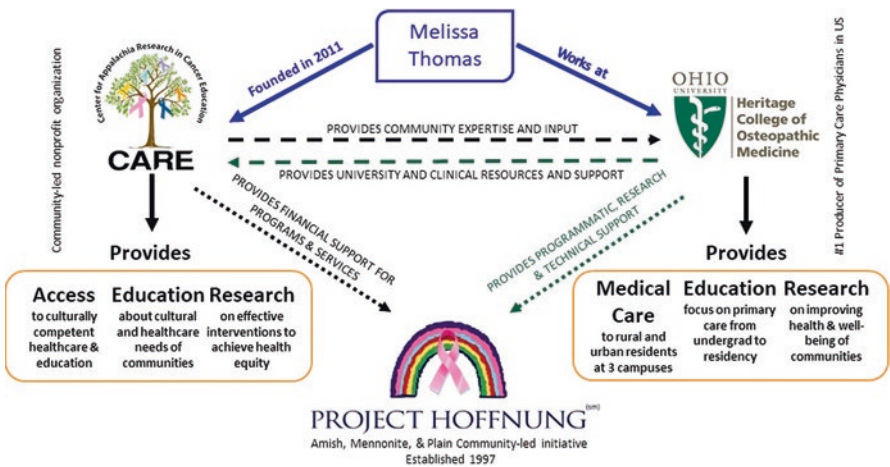 Melissa
Thomas
Founded in 2011
Works at
Community-led nonprofit organization
Center for Appalachia Research in Cancer Education
CARE
OHIO
UNIVERSITY
Heritage
College of
Osteopathic
Medicine
#1 Producer of Primary Care Physicians in US
PROVIDES COMMUNITY EXPERTISE AND INPUT
PROVIDES UNIVERSITY AND CLINICAL RESOURCES AND SUPPORT
PROVIDES FINANCIAL SUPPORT FOR
PROGRAMS & SERVICES
PROVIDES PROGRAMMATIC, RESEARCH
& TECHNICAL SUPPORT
Provides
Access
to culturally
competent
healthcare &
education
Education
about cultural
and healthcare
needs of
communities
Research
on effective
interventions to
achieve health
equity
Provides
Medical
Care
to rural and
urban residents
at 3 campuses
Education
focus on primary
care from
undergrad to
residency
Research
on improving
health & well-
being of
communities
PROJECT HOFFNUNG (sm)
Amish, Mennonite, & Plain Community-led initiative
Established 1997